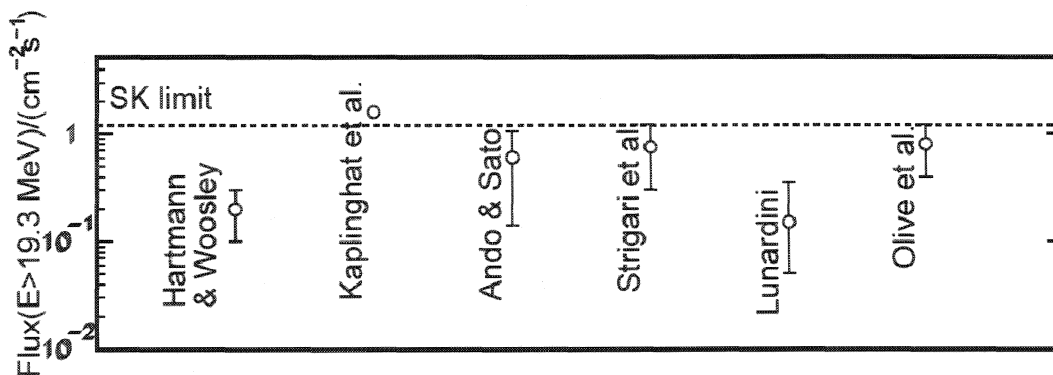 Flux(E>19.3 MeV)/(cm⁻²s⁻¹)
1
10⁻¹
10⁻²
SK limit
Hartmann
& Woosley
Kaplinghat et al.
Ando & Sato
Strigari et al
Lunardini
Olive et al.